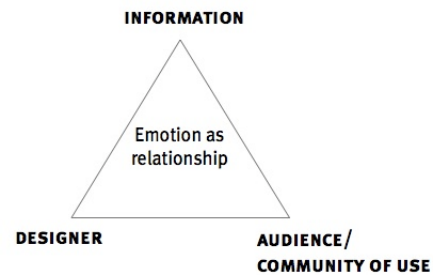 INFORMATION
Emotion as
relationship
DESIGNER
AUDIENCE/
COMMUNITY OF USE